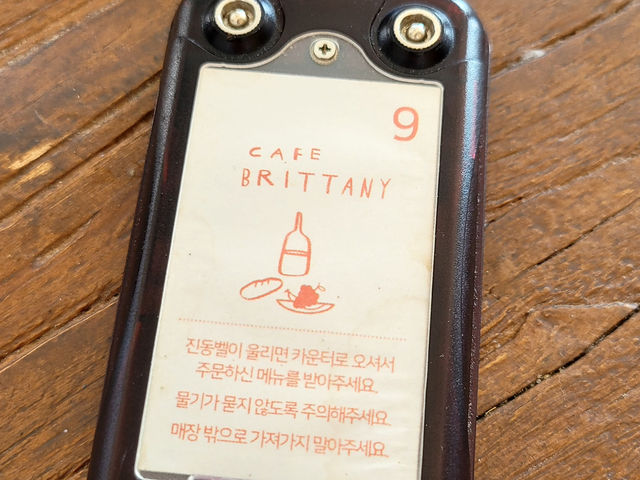 9
CAFE
BRITTANY
진동벨이 울리면 카운터로 오셔서
주문하신 메뉴를 받아주세요.
물기가 묻지 않도록 주의해주세요.
매장 밖으로 가져가지 말아주세요.